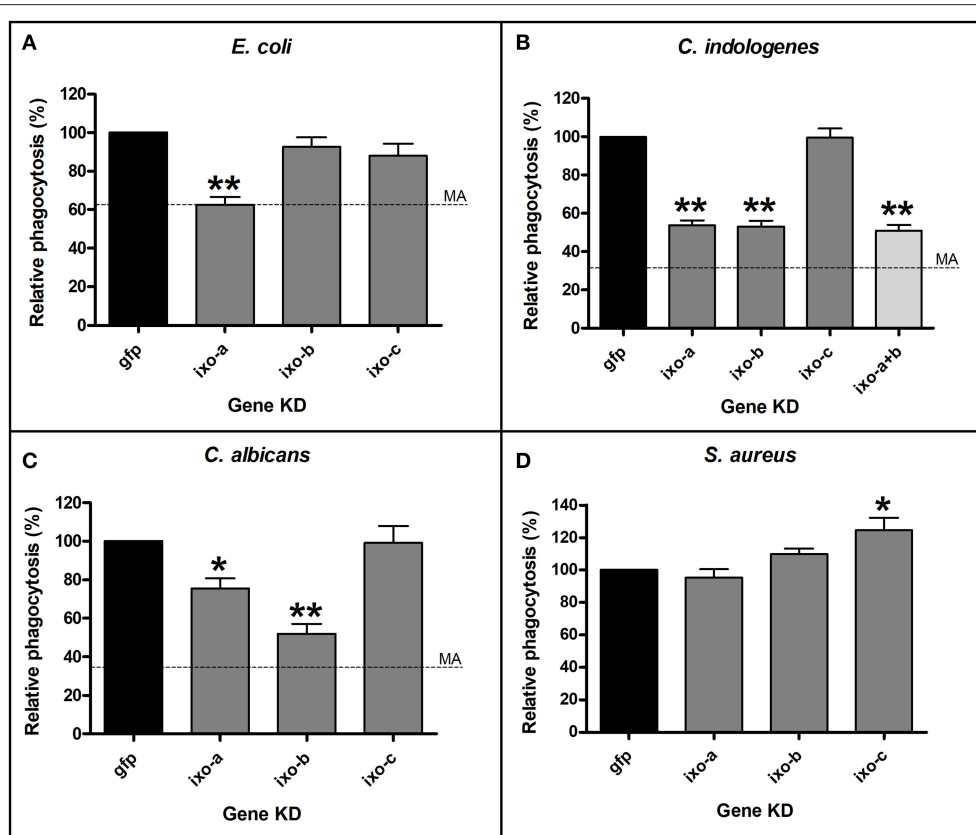 A
E. coli
Relative phagocytosis (%)
120
100
80
60
40
20
0
**
MA
gfp
ixo-a
ixo-b
ixo-c
Gene KD
B
C. indologenes
Relative phagocytosis (%)
120
100
80
60
40
20
0
**
**
**
MA
gfp
ixo-a
ixo-b
ixo-c
ixo-a+b
Gene KD
C
C. albicans
Relative phagocytosis (%)
120
100
80
60
40
20
0
*
**
MA
gfp
ixo-a
ixo-b
ixo-c
Gene KD
D
S. aureus
Relative phagocytosis (%)
140
120
100
80
60
40
20
0
*
gfp
ixo-a
ixo-b
ixo-c
Gene KD